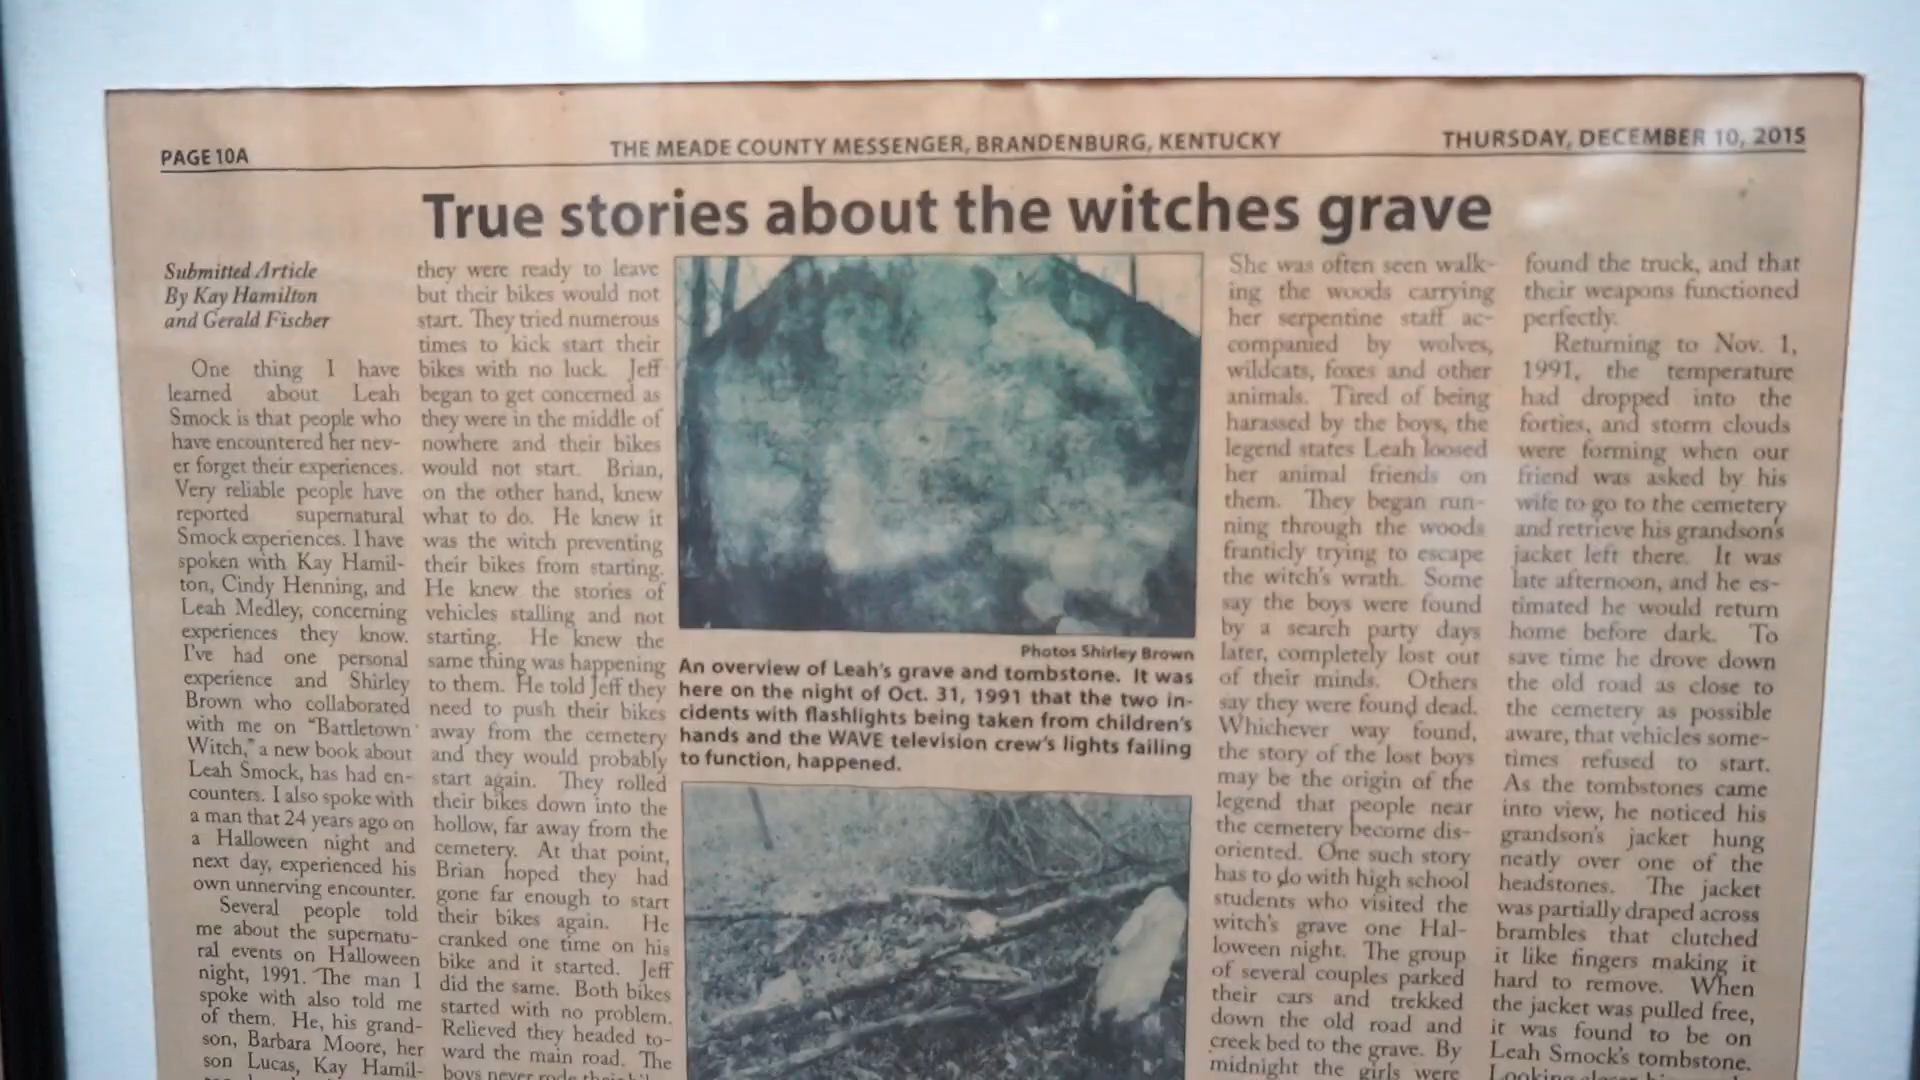 PAGE 10A
THE MEADE COUNTY MESSENGER, BRANDENBURG, KENTUCKY
THURSDAY, DECEMBER 10, 2015
True stories about the witches grave
Submitted Article
By Kay Hamilton
and Gerald Fischer
One thing I have
learned about Leah
Smock is that people who
have encountered her nev-
er forget their experiences.
Very reliable people have
reported supernatural
Smock experiences. I have
spoken with Kay Hamil-
ton, Cindy Henning, and
Leah Medley, concerning
experiences they know.
I've had one personal
experience and Shirley
Brown who collaborated
with me on "Battletown
Witch," a new book about
Leah Smock, has had en-
counters. I also spoke with
a man that 24 years ago on
a Halloween night and
next day, experienced his
own unnerving encounter.
Several people told
me about the supernatu-
ral events on Halloween
night, 1991. The man I
spoke with also told me
of them. He, his grand-
son, Barbara Moore, her
son Lucas, Kay Hamil-
they were ready to leave
but their bikes would not
start. They tried numerous
times to kick start their
bikes with no luck. Jeff
began to get concerned as
they were in the middle of
nowhere and their bikes
would not start. Brian,
on the other hand, knew
what to do. He knew it
was the witch preventing
their bikes from starting.
He knew the stories of
vehicles stalling and not
starting. He knew the
same thing was happening
to them. He told Jeff they
need to push their bikes
away from the cemetery
and they would probably
start again. They rolled
their bikes down into the
hollow, far away from the
cemetery. At that point,
Brian hoped they had
gone far enough to start
their bikes again. He
cranked one time on his
bike and it started. Jeff
did the same. Both bikes
started with no problem.
Relieved they headed to-
ward the main road. The
boys never rode their
Photos Shirley Brown
An overview of Leah's grave and tombstone. It was
here on the night of Oct. 31, 1991 that the two in-
cidents with flashlights being taken from children's
hands and the WAVE television crew's lights failing
to function, happened.
She was often seen walk-
ing the woods carrying
her serpentine staff ac-
companied by wolves,
wildcats, foxes and other
animals. Tired of being
harassed by the boys, the
legend states Leah loosed
her animal friends on
them. They began run-
ning through the woods
franticly trying to escape
the witch's wrath. Some
say the boys were found
by a search party days
later, completely lost out
of their minds. Others
say they were found dead.
Whichever way found,
the story of the lost boys
may be the origin of the
legend that people near
the cemetery become dis-
oriented. One such story
has to do with high school
students who visited the
witch's grave one Hal-
loween night. The group
of several couples parked
their cars and trekked
down the old road and
creek bed to the grave. By
midnight the girls were
found the truck, and that
their weapons functioned
perfectly.
Returning to Nov. 1,
1991, the temperature
had dropped into the
forties, and storm clouds
were forming when our
friend was asked by his
wife to go to the cemetery
and retrieve his grandson's
jacket left there. It was
late afternoon, and he es-
timated he would return
home before dark. To
save time he drove down
the old road as close to
the cemetery as possible
aware, that vehicles some-
times refused to start.
As the tombstones came
into view, he noticed his
grandson's jacket hung
neatly over one of the
headstones. The jacket
was partially draped across
brambles that clutched
it like fingers making it
hard to remove. When
the jacket was pulled free,
it was found to be on
Leah Smock's tombstone.
Looking closer